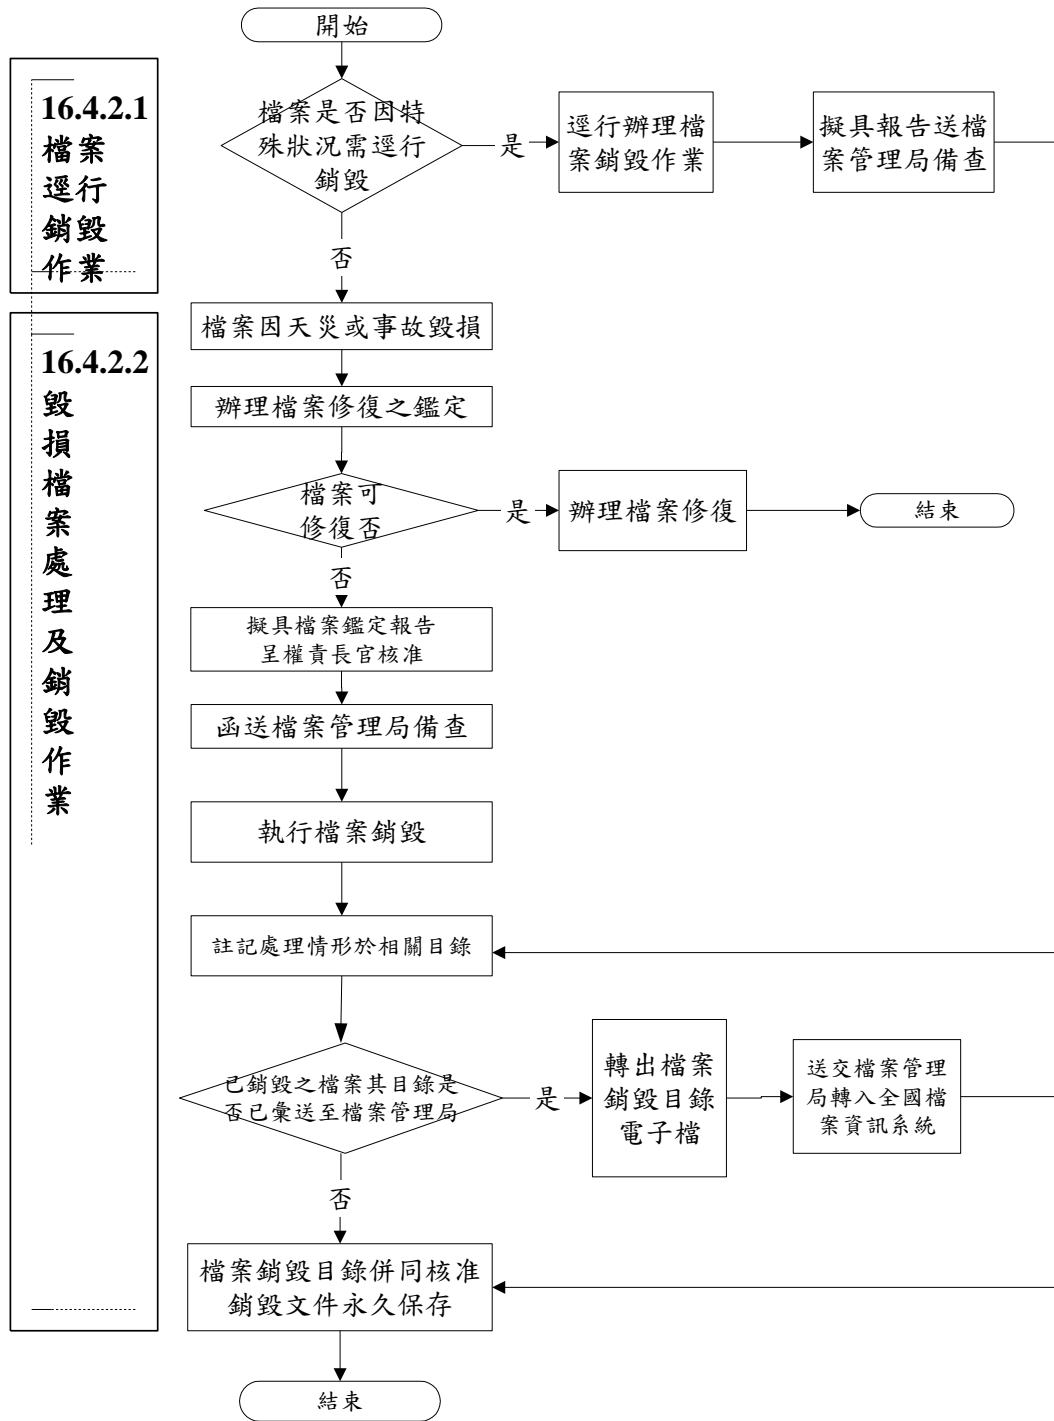 開始
16.4.2.1
檔案
逕行
銷毀
作業
檔案是否因特
殊狀況需逕行
銷毀
是
逕行辦理檔
案銷毀作業
擬具報告送檔
案管理局備查
否
檔案因天災或事故毀損
16.4.2.2
毀
損
檔
案
處
理
及
銷
毀
作
業
辦理檔案修復之鑑定
檔案可
修復否
是
辦理檔案修復
結束
否
擬具檔案鑑定報告
呈權責長官核准
函送檔案管理局備查
執行檔案銷毀
註記處理情形於相關目錄
已銷毀之檔案其目錄是
否已彙送至檔案管理局
是
轉出檔案
銷毀目錄
電子檔
送交檔案管理
局轉入全國檔
案資訊系統
否
檔案銷毀目錄併同核准
銷毀文件永久保存
結束